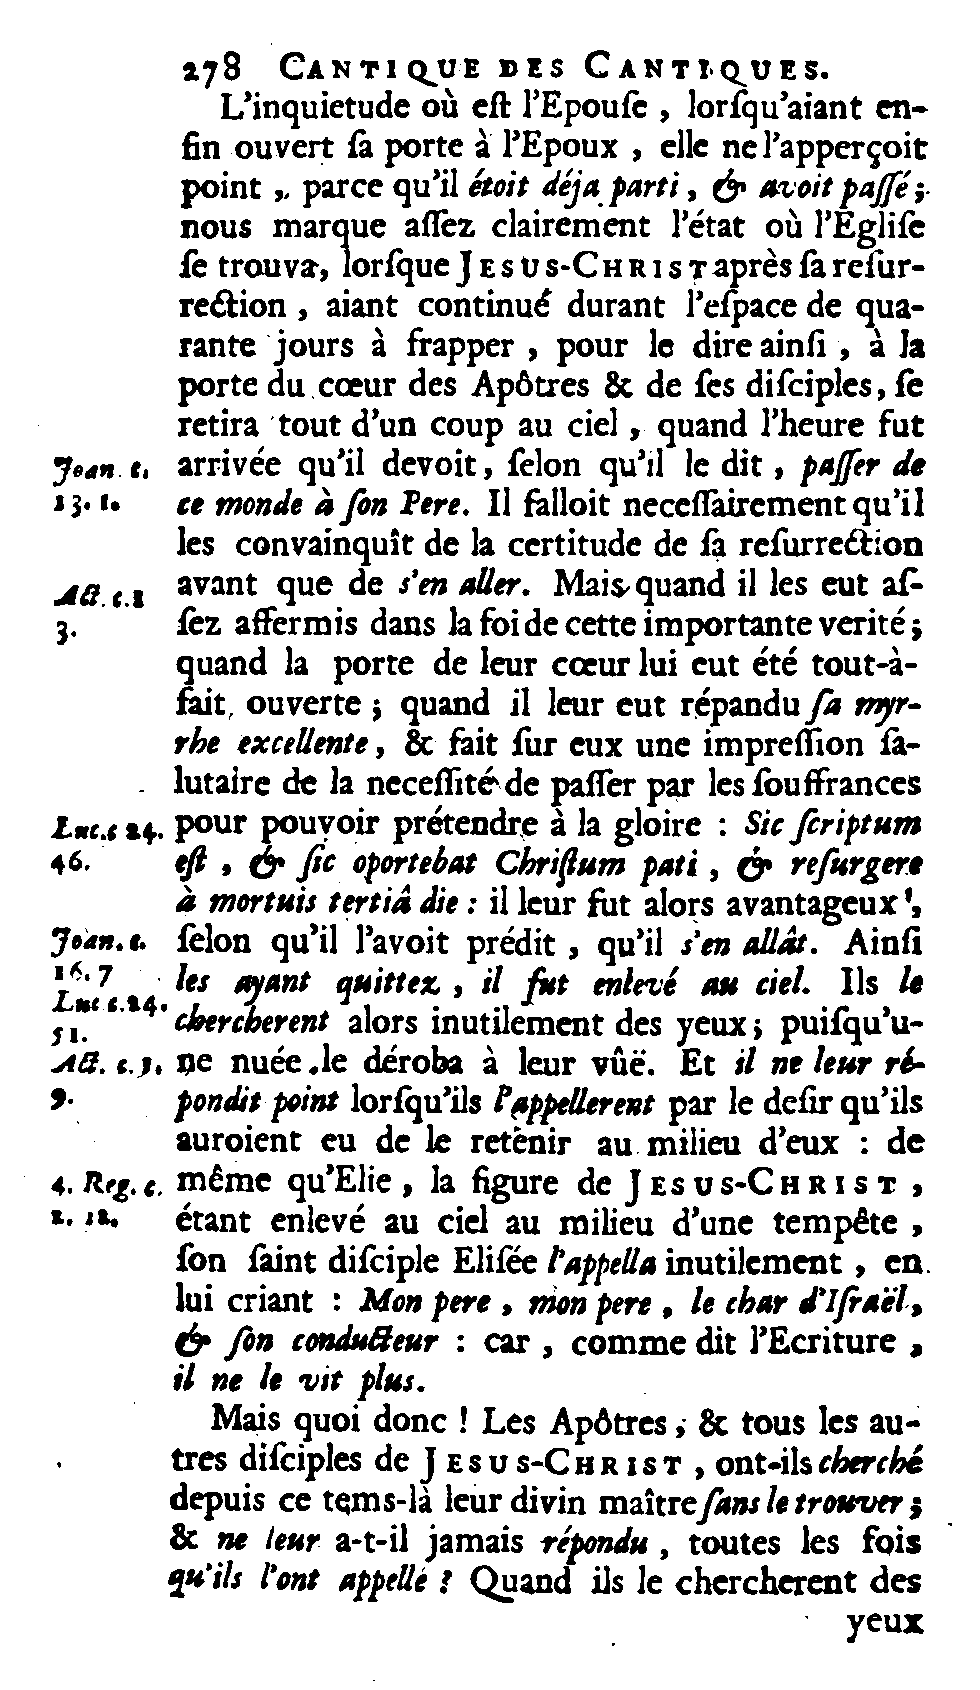 278 CANTIQUE DES CANTIQUES.
L'inquietude où eſt l'Epouſe, lorſqu'aiant en-
fin ouvert ſa porte à l'Epoux, elle ne l'apperçoit
point, parce qu'il étoit déja parti, & avoit paſſé;
nous marque aſſez clairement l'état où l'Egliſe
ſe trouva, lorſque JESUS-CHRIST après ſa reſur-
rection, aiant continué durant l'eſpace de qua-
rante jours à frapper, pour le dire ainſi, à la
porte du cœur des Apôtres & de ſes diſciples, ſe
retira tout d'un coup au ciel, quand l'heure fut
Joan. c. arrivée qu'il devoit, ſelon qu'il le dit, paſſer de
13. 1. ce monde à ſon Pere. Il falloit neceſſairement qu'il
les convainquît de la certitude de ſa reſurrection
Act. c. 1 avant que de s'en aller. Mais quand il les eut aſ-
3. ſez affermis dans la foi de cette importante verité;
quand la porte de leur cœur lui eut été tout-à-
fait ouverte; quand il leur eut répandu ſa myr-
rhe excellente, & fait ſur eux une impreſſion ſa-
lutaire de la neceſſité de paſſer par les ſouffrances
Luc. c 24. pour pouvoir prétendre à la gloire : Sic ſcriptum
46. eſt, & ſic oportebat Chriſtum pati, & reſurgere
à mortuis tertiâ die : il leur fut alors avantageux,
Joan. c. ſelon qu'il l'avoit prédit, qu'il s'en allât. Ainſi
16. 7 les ayant quittez, il fut enlevé au ciel. Ils le
Luc c. 24.
51. chercherent alors inutilement des yeux; puiſqu'u-
Act. c. 1. ne nuée le déroba à leur vûë. Et il ne leur ré-
9. pondit point lorſqu'ils l'appellerent par le deſir qu'ils
auroient eu de le retenir au milieu d'eux : de
4. Reg. c. même qu'Elie, la figure de JESUS-CHRIST,
2. 12. étant enlevé au ciel au milieu d'une tempête,
ſon ſaint diſciple Eliſée l'appella inutilement, en
lui criant : Mon pere, mon pere, le char d'Iſraël,
& ſon conducteur : car, comme dit l'Ecriture,
il ne le vit plus.
Mais quoi donc ! Les Apôtres, & tous les au-
tres diſciples de JESUS-CHRIST, ont-ils cherché
depuis ce tems-là leur divin maître ſans le trouver;
& ne leur a-t-il jamais répondu, toutes les fois
qu'ils l'ont appellé ? Quand ils le chercherent des
yeux